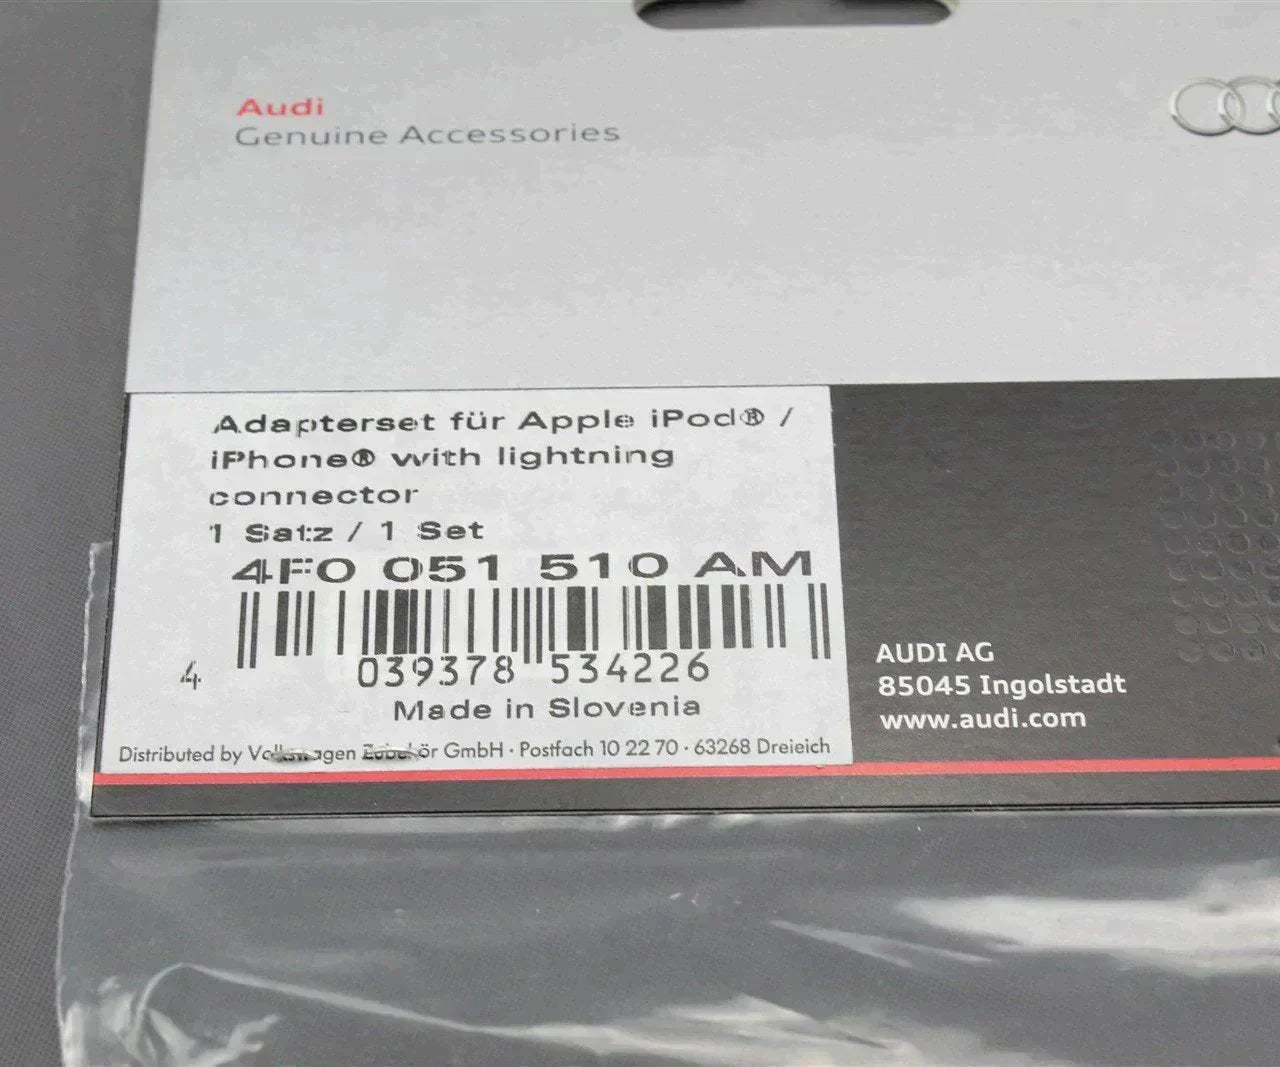 Audi
Genuine Accessories
Adapterset für Apple iPod® /
iPhone® with lightning
connector
1 Satz / 1 Set
4F0 051 510 AM
4 039378 534226
Made in Slovenia
Distributed by Volkswagen Zubehör GmbH · Postfach 10 22 70 · 63268 Dreieich
AUDI AG
85045 Ingolstadt
www.audi.com